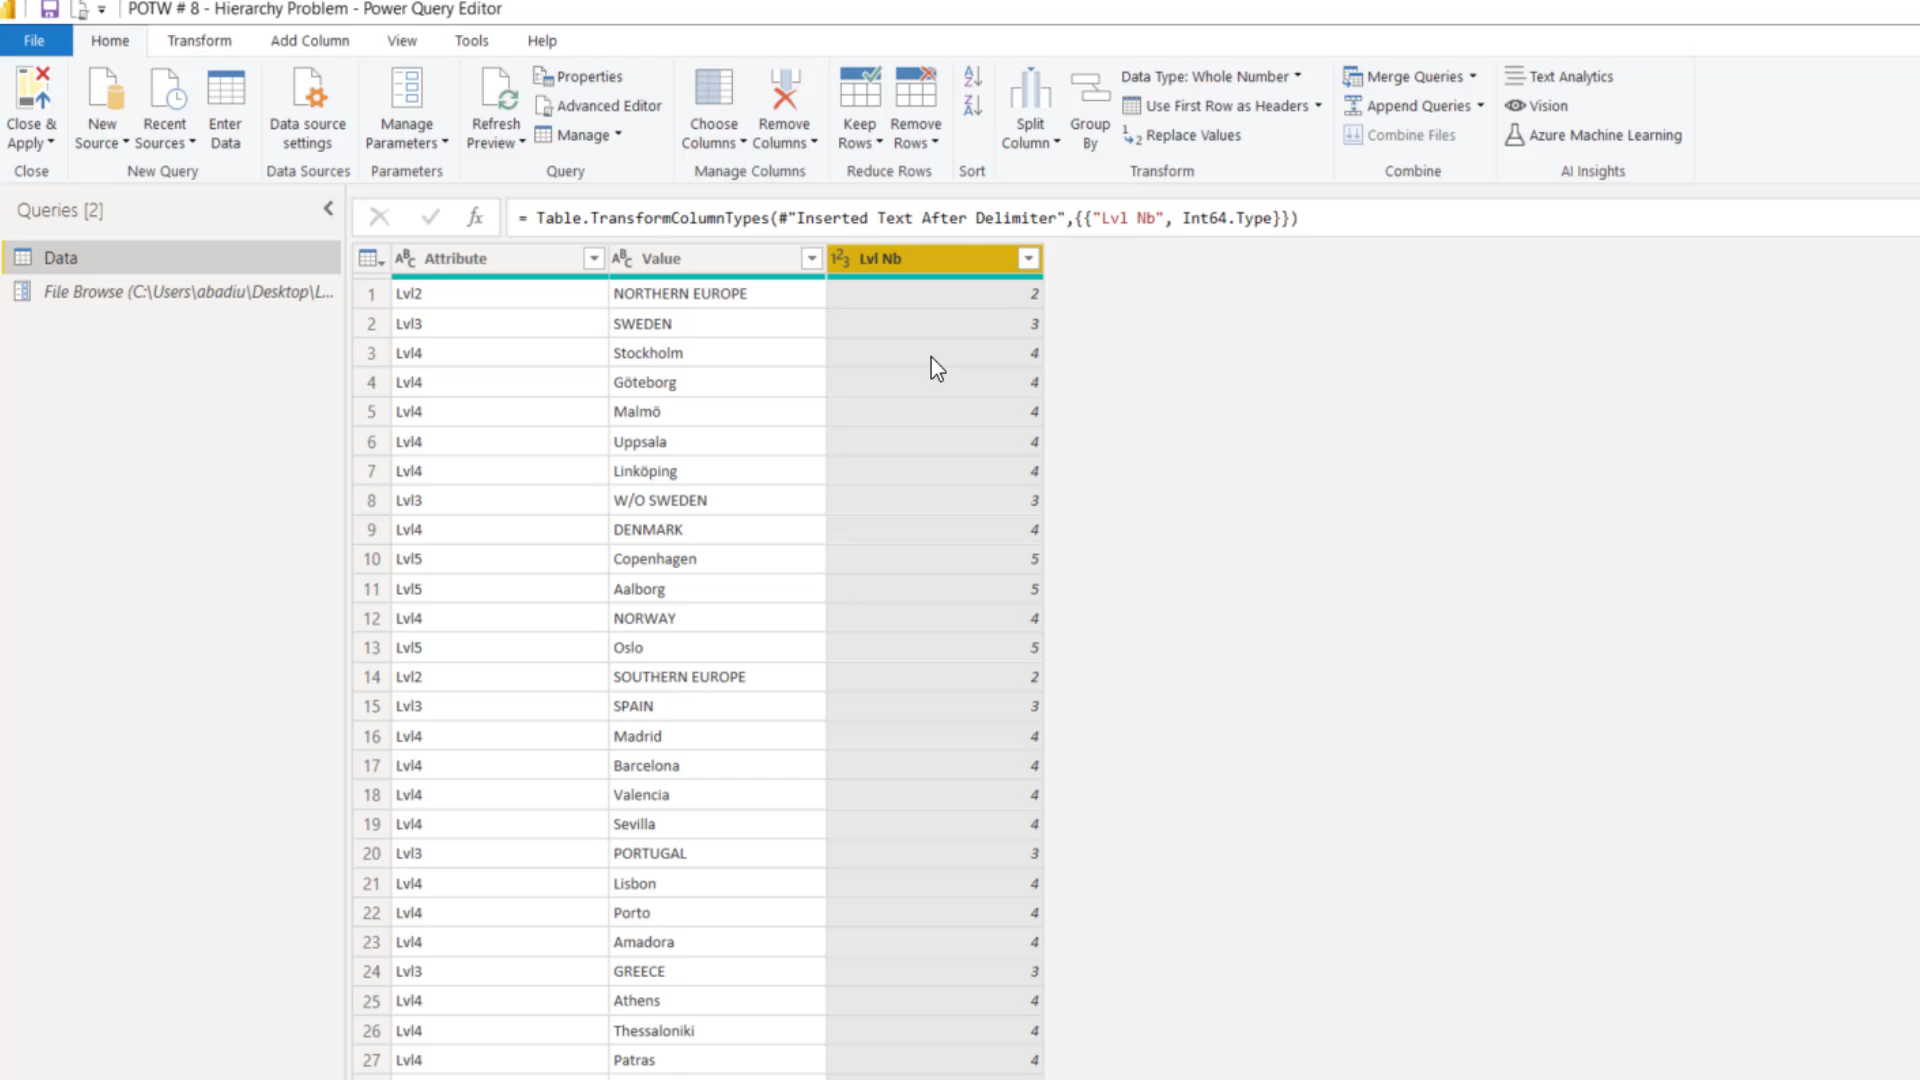 POTW # 8 - Hierarchy Problem - Power Query Editor
File Home Transform Add Column View Tools Help
Close & Apply
New Source
Recent Sources
Enter Data
Data source settings
Manage Parameters
Refresh Preview
Properties
Advanced Editor
Manage
Choose Columns
Remove Columns
Keep Rows
Remove Rows
Split Column
Group By
Data Type: Whole Number
Use First Row as Headers
Replace Values
Merge Queries
Append Queries
Combine Files
Text Analytics
Vision
Azure Machine Learning
Close New Query Data Sources Parameters Query Manage Columns Reduce Rows Sort Transform Combine AI Insights
Queries [2]
Data
File Browse (C:\Users\abadiu\Desktop\L...
fx = Table.TransformColumnTypes(#"Inserted Text After Delimiter",{{"Lvl Nb", Int64.Type}})
ABC Attribute ABC Value 123 Lvl Nb
1 Lvl2 NORTHERN EUROPE 2
2 Lvl3 SWEDEN 3
3 Lvl4 Stockholm 4
4 Lvl4 Göteborg 4
5 Lvl4 Malmö 4
6 Lvl4 Uppsala 4
7 Lvl4 Linköping 4
8 Lvl3 W/O SWEDEN 3
9 Lvl4 DENMARK 4
10 Lvl5 Copenhagen 5
11 Lvl5 Aalborg 5
12 Lvl4 NORWAY 4
13 Lvl5 Oslo 5
14 Lvl2 SOUTHERN EUROPE 2
15 Lvl3 SPAIN 3
16 Lvl4 Madrid 4
17 Lvl4 Barcelona 4
18 Lvl4 Valencia 4
19 Lvl4 Sevilla 4
20 Lvl3 PORTUGAL 3
21 Lvl4 Lisbon 4
22 Lvl4 Porto 4
23 Lvl4 Amadora 4
24 Lvl3 GREECE 3
25 Lvl4 Athens 4
26 Lvl4 Thessaloniki 4
27 Lvl4 Patras 4